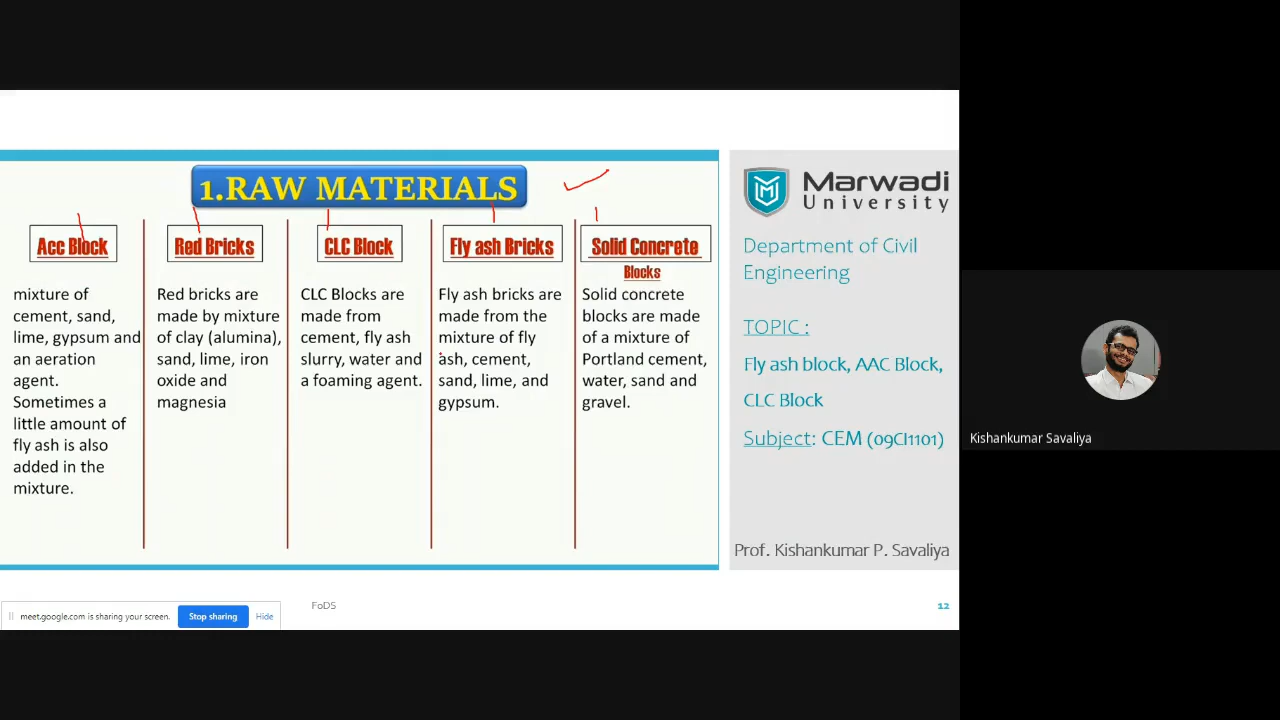 1.RAW MATERIALS
Acc Block
mixture of
cement, sand,
lime, gypsum and
an aeration
agent.
Sometimes a
little amount of
fly ash is also
added in the
mixture.
Red Bricks
Red bricks are
made by mixture
of clay (alumina),
sand, lime, iron
oxide and
magnesia
CLC Block
CLC Blocks are
made from
cement, fly ash
slurry, water and
a foaming agent.
Fly ash Bricks
Fly ash bricks are
made from the
mixture of fly
ash, cement,
sand, lime, and
gypsum.
Solid Concrete
Blocks
Solid concrete
blocks are made
of a mixture of
Portland cement,
water, sand and
gravel.
Marwadi
University
Department of Civil
Engineering
TOPIC :
Fly ash block, AAC Block,
CLC Block
Subject: CEM (09CI1101)
Prof. Kishankumar P. Savaliya
meet.google.com is sharing your screen.
Stop sharing
Hide
FoDS
12
Kishankumar Savaliya